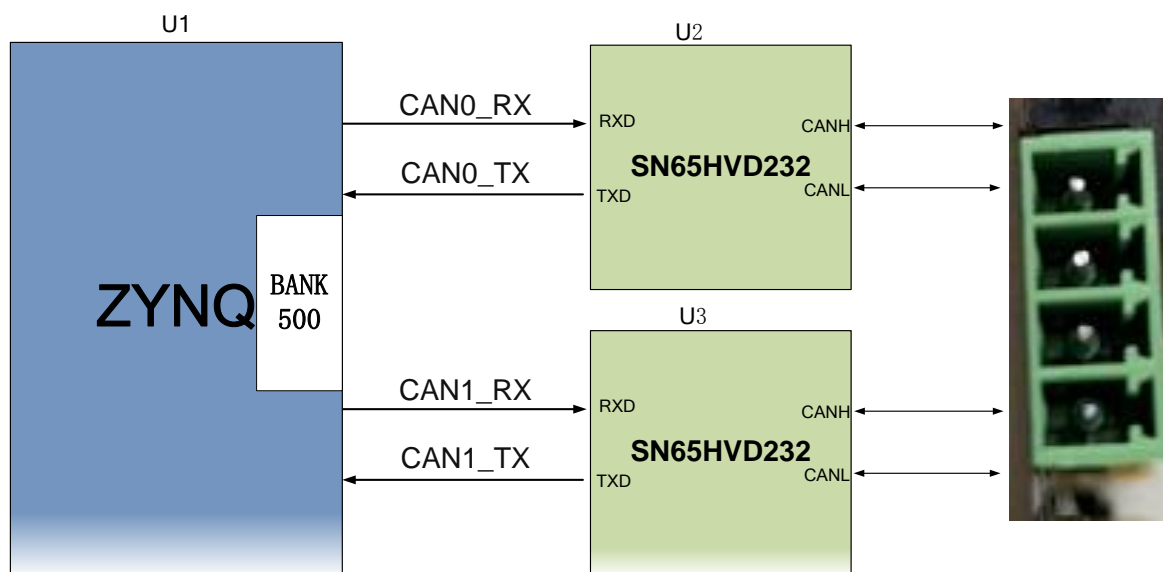 U1
U2
CAN0_RX
RXD
CANH
SN65HVD232
CAN0_TX
TXD
CANL
ZYNQ
BANK
500
U3
CAN1_RX
RXD
CANH
SN65HVD232
CAN1_TX
TXD
CANL